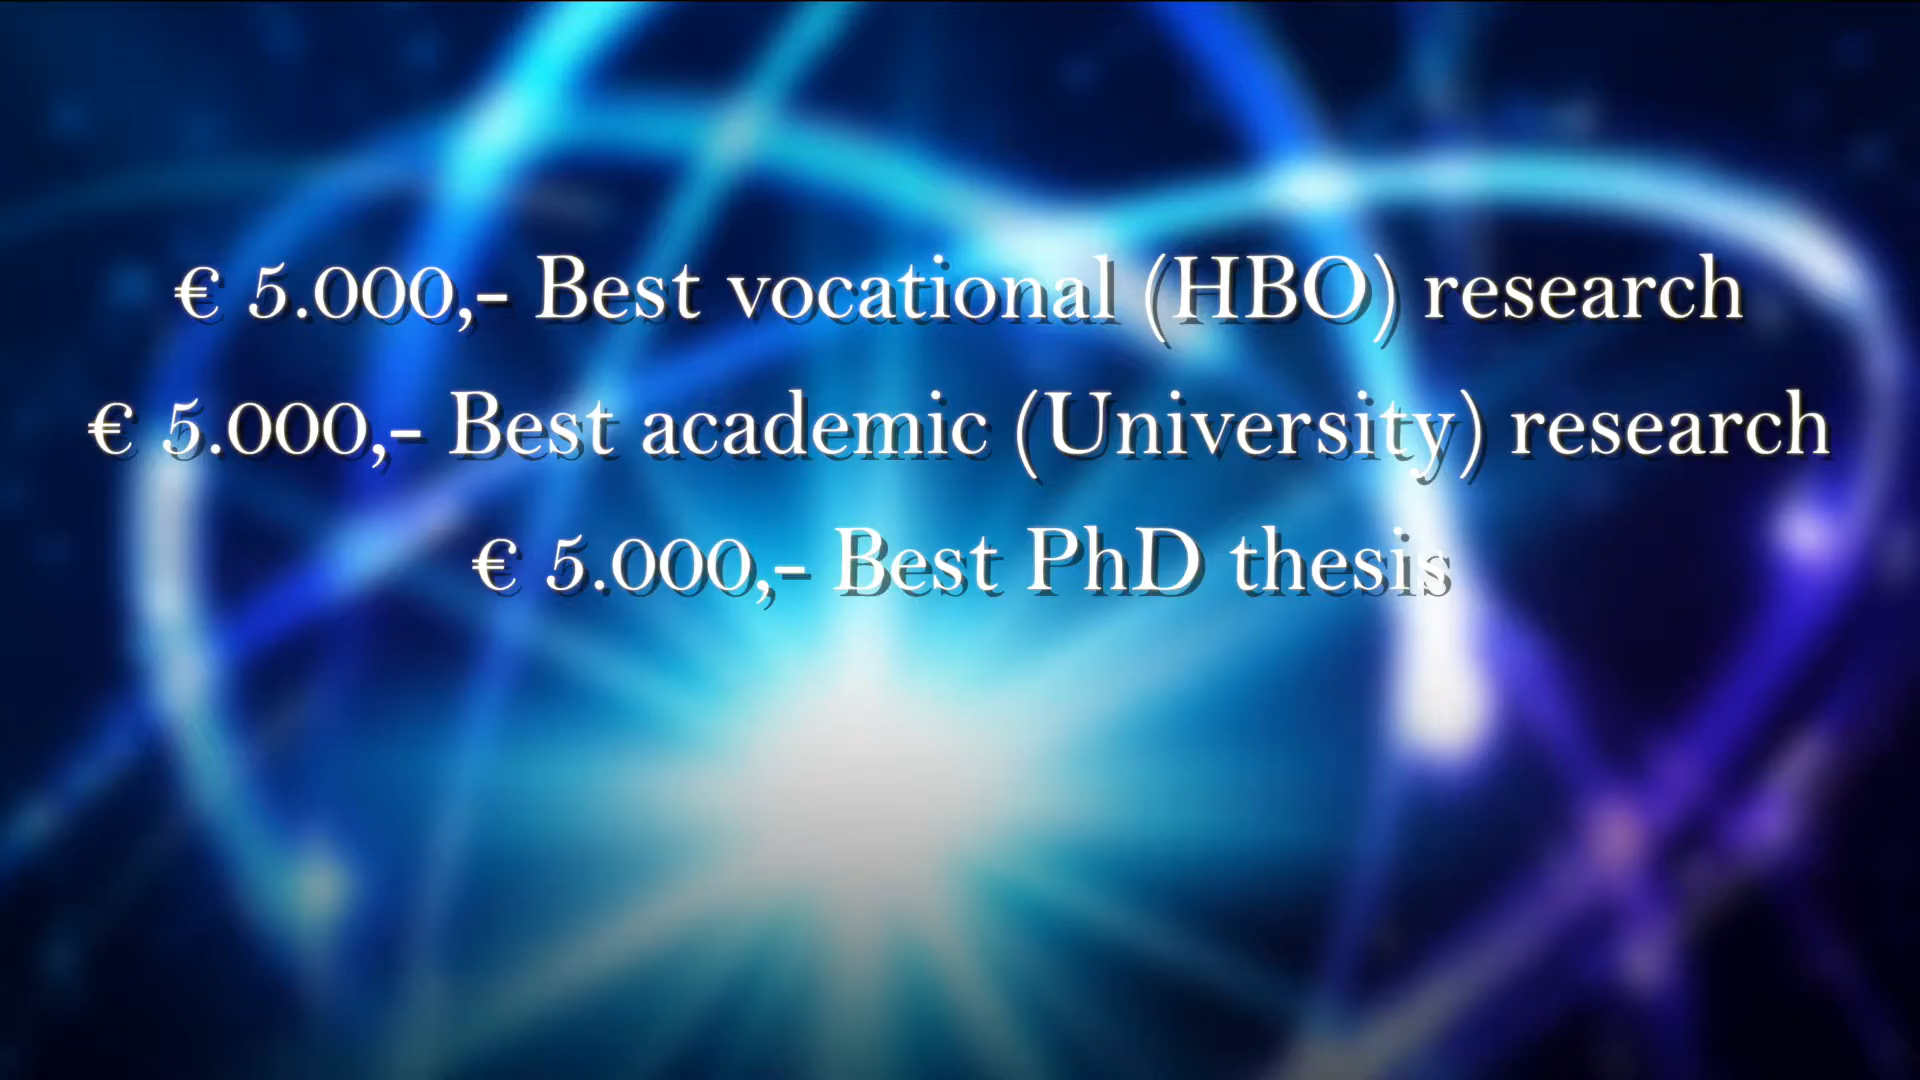 € 5.000,- Best vocational (HBO) research
€ 5.000,- Best academic (University) research
€ 5.000,- Best PhD thesis